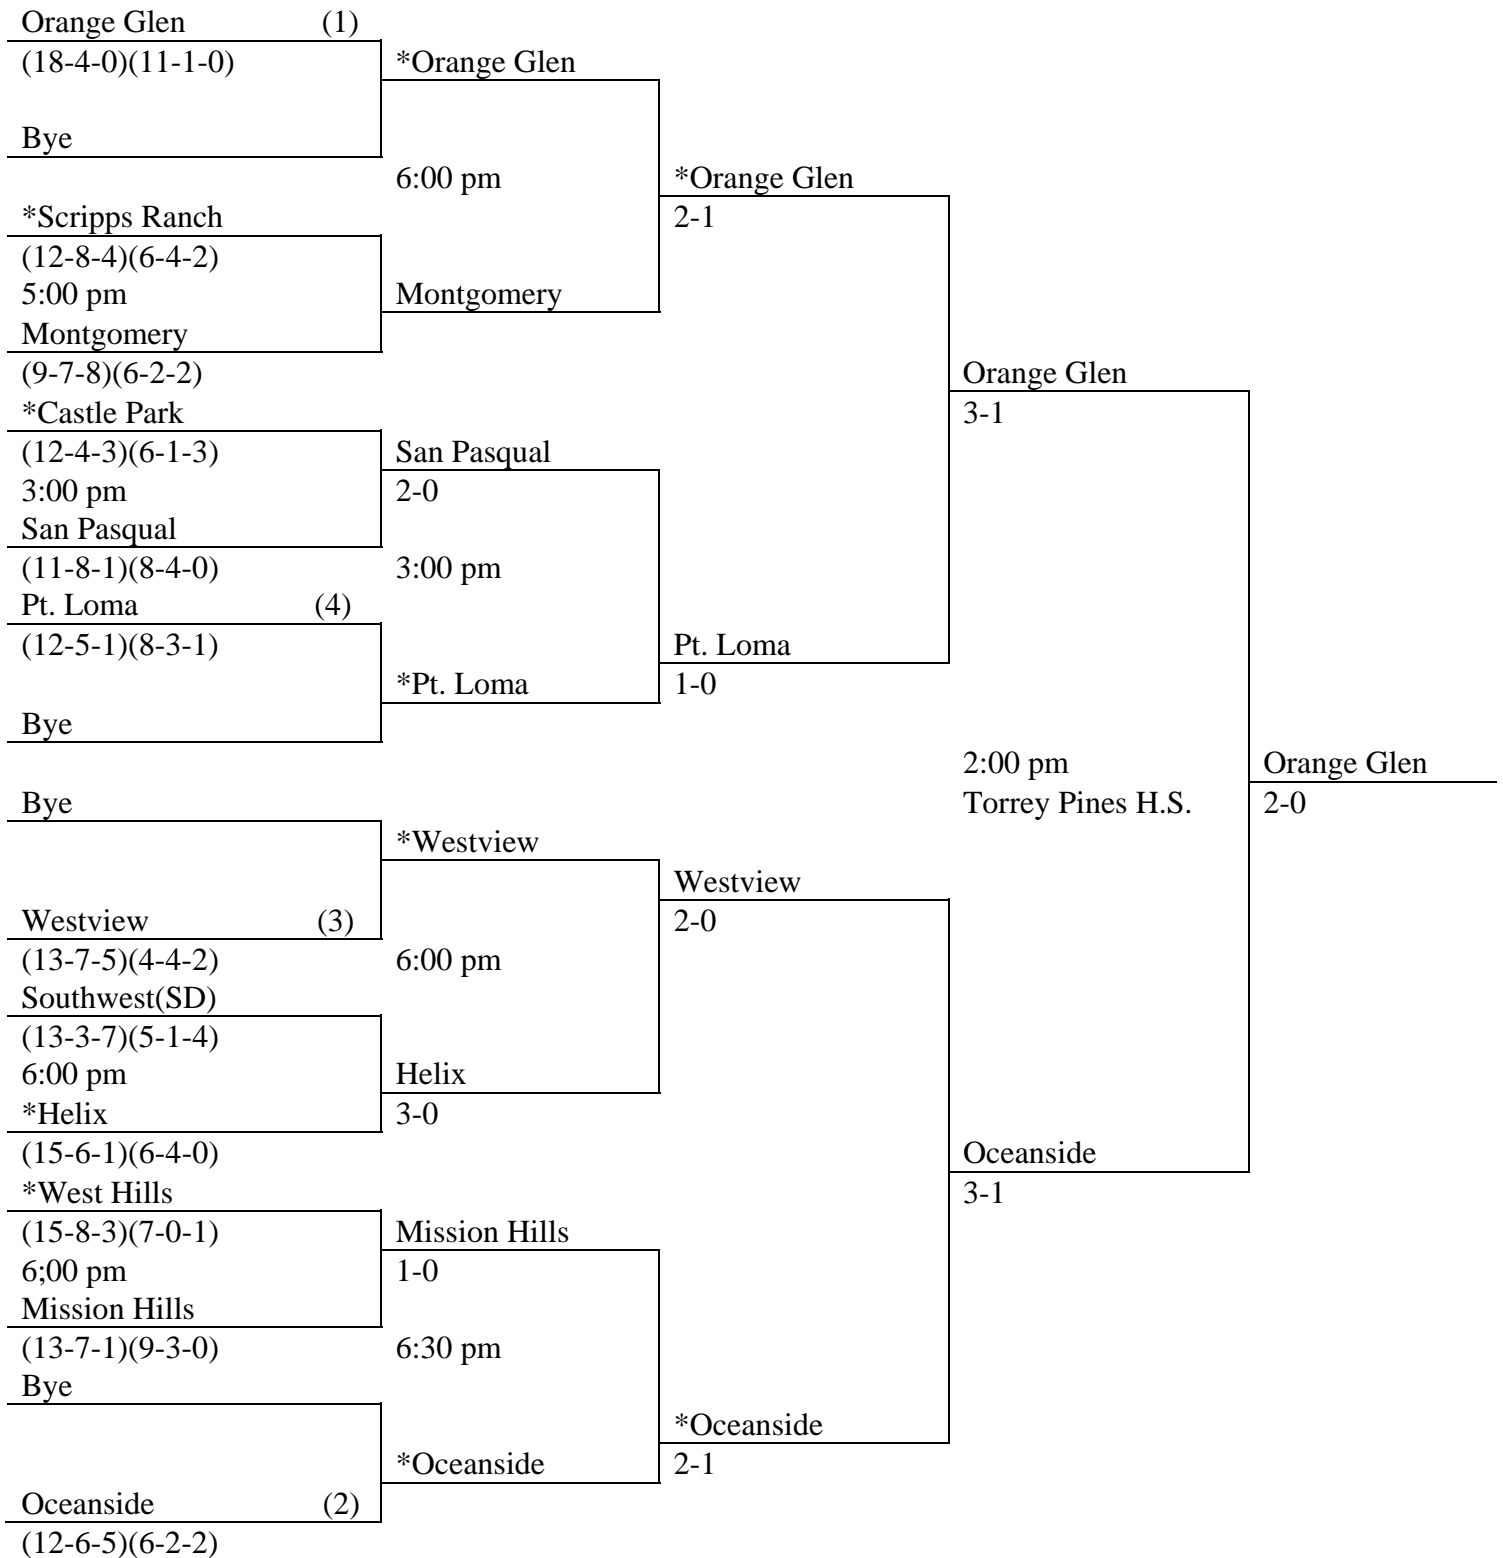 Orange Glen (1)
(18-4-0)(11-1-0)
Bye
*Scripps Ranch
(12-8-4)(6-4-2)
5:00 pm
Montgomery
(9-7-8)(6-2-2)
*Castle Park
(12-4-3)(6-1-3)
3:00 pm
San Pasqual
(11-8-1)(8-4-0)
Pt. Loma (4)
(12-5-1)(8-3-1)
Bye
Bye
Westview (3)
(13-7-5)(4-4-2)
Southwest(SD)
(13-3-7)(5-1-4)
6:00 pm
*Helix
(15-6-1)(6-4-0)
*West Hills
(15-8-3)(7-0-1)
6;00 pm
Mission Hills
(13-7-1)(9-3-0)
Bye
Oceanside (2)
(12-6-5)(6-2-2)
*Orange Glen
6:00 pm
Montgomery
San Pasqual
2-0
3:00 pm
*Pt. Loma
*Westview
6:00 pm
Helix
3-0
Mission Hills
1-0
6:30 pm
*Oceanside
*Orange Glen
2-1
Pt. Loma
1-0
Westview
2-0
*Oceanside
2-1
Orange Glen
3-1
2:00 pm
Torrey Pines H.S.
Oceanside
3-1
Orange Glen
2-0